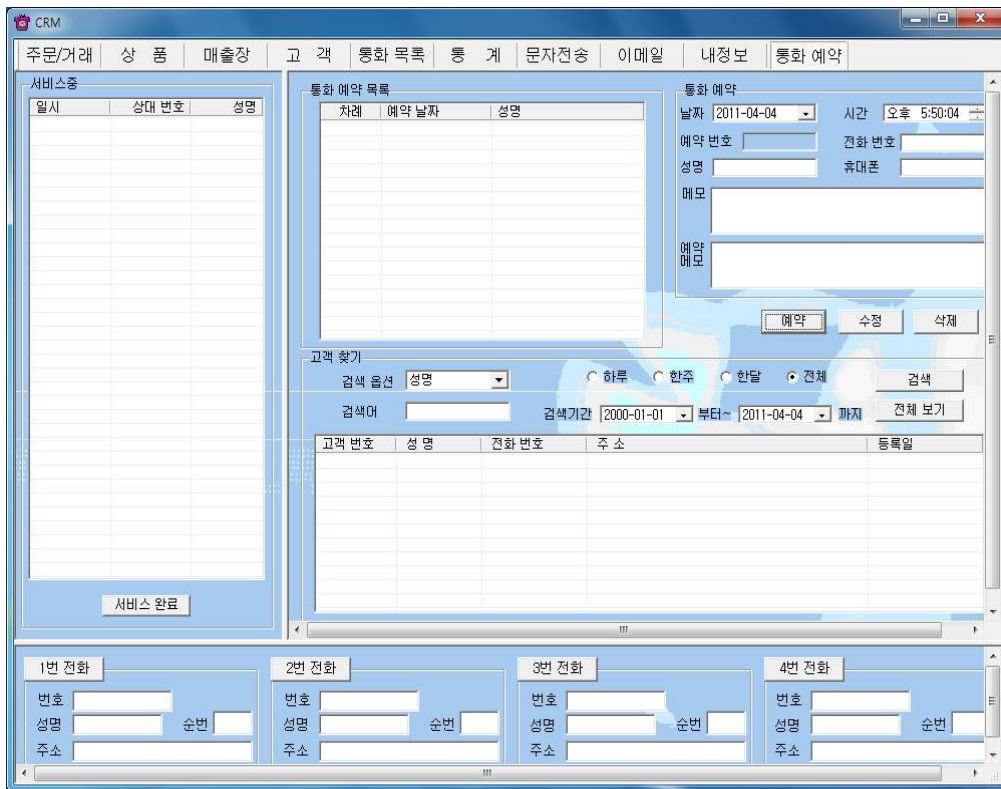 CRM
주문/거래 상 품 매출장 고 객 통화 목록 통 계 문자전송 이메일 내정보 통화 예약
서비스중
일시 상대 번호 성명
서비스 완료
통화 예약 목록
차례 예약 날짜 성명
통화 예약
날짜 2011-04-04 시간 오후 5:50:04
예약 번호 전화 번호
성명 휴대폰
메모
예약
메모
예약 수정 삭제
고객 찾기
검색 옵션 성명 하루 한주 한달 전체 검색
검색어 검색기간 2000-01-01 부터~ 2011-04-04 까지 전체 보기
고객 번호 성 명 전화 번호 주 소 등록일
1번 전화 2번 전화 3번 전화 4번 전화
번호 번호 번호 번호
성명 순번 성명 순번 성명 순번 성명 순번
주소 주소 주소 주소